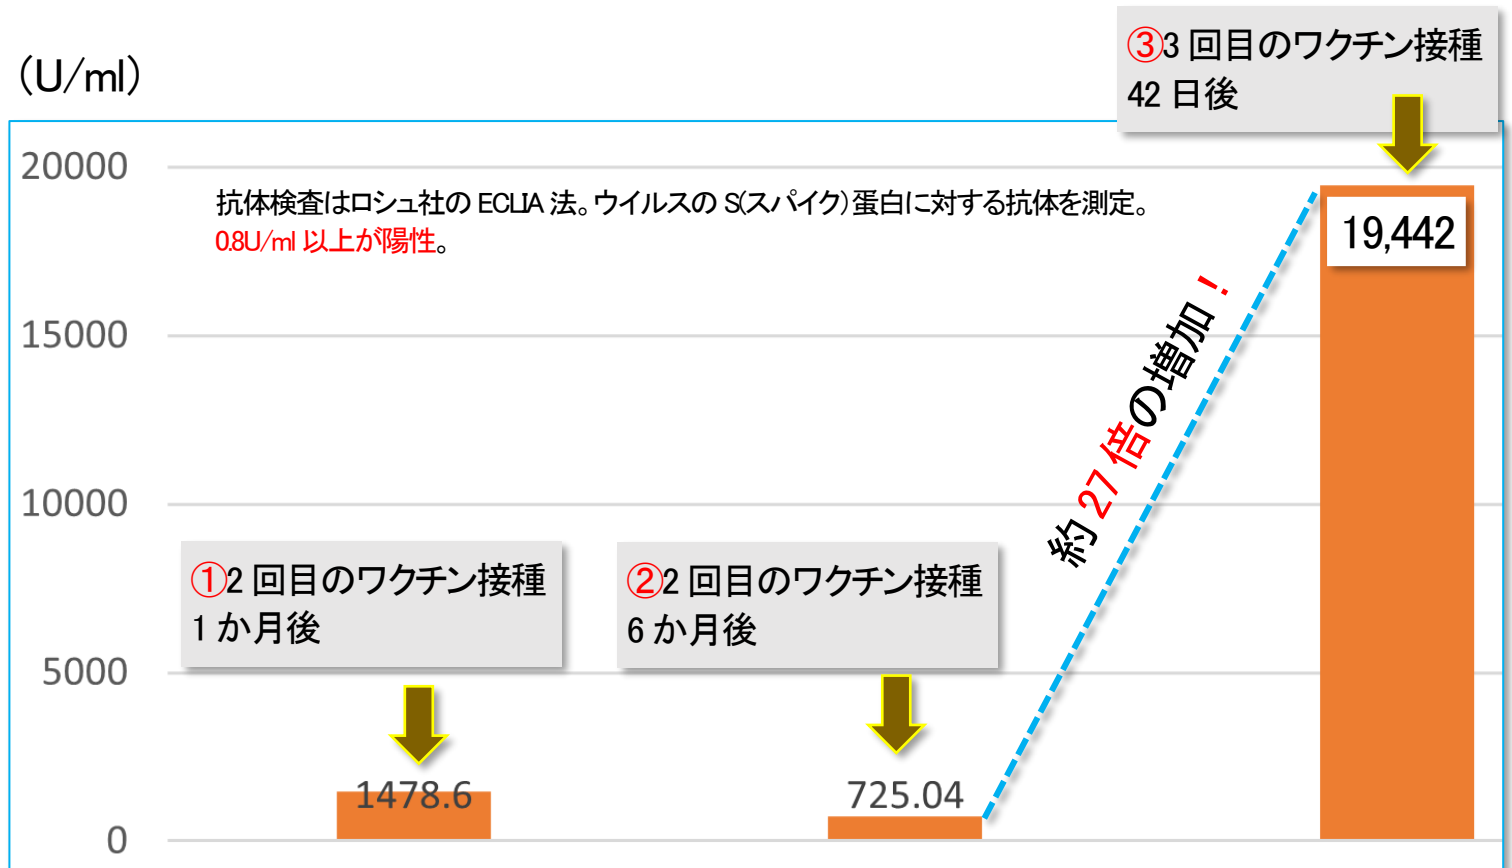 （U/ml）
③3 回目のワクチン接種
42 日後
20000
抗体検査はロシュ社の ECLIA 法。ウイルスの S(スパイク)蛋白に対する抗体を測定。
0.8U/ml 以上が陽性。
19,442
15000
約 27 倍の増加！
10000
①2 回目のワクチン接種
1 か月後
②2 回目のワクチン接種
6 か月後
5000
1478.6
725.04
0